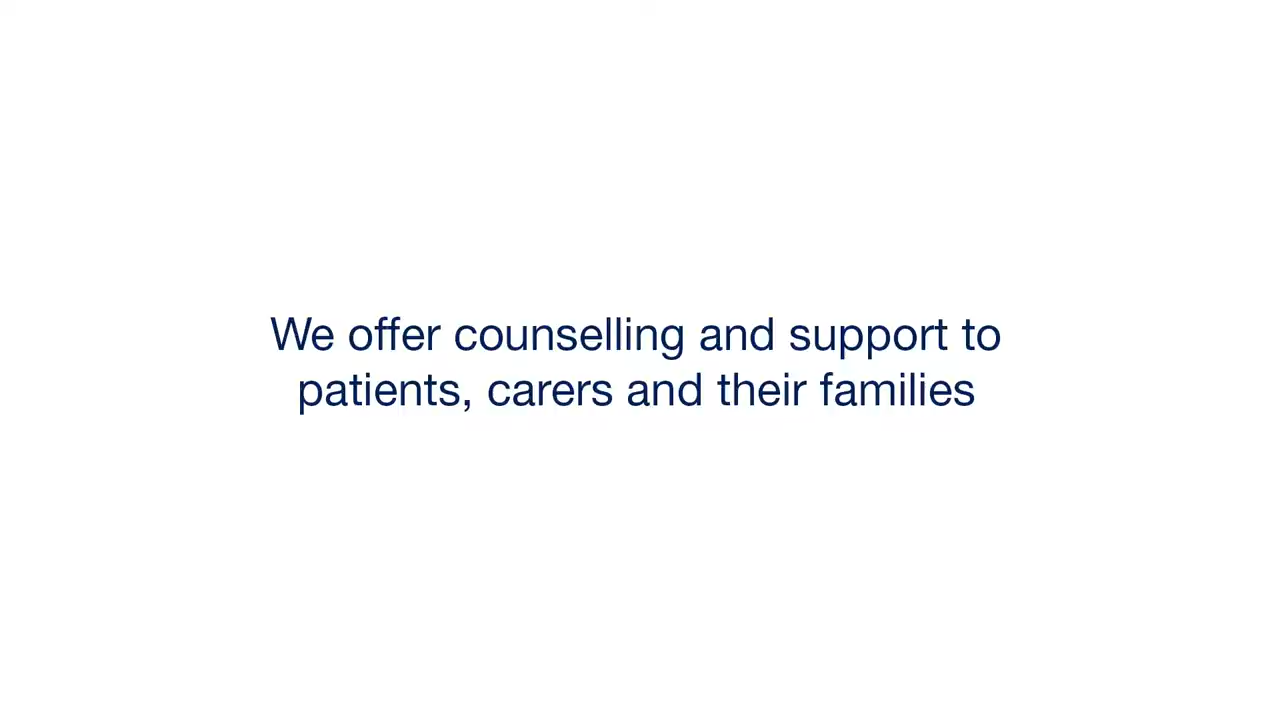 We offer counselling and support to
patients, carers and their families